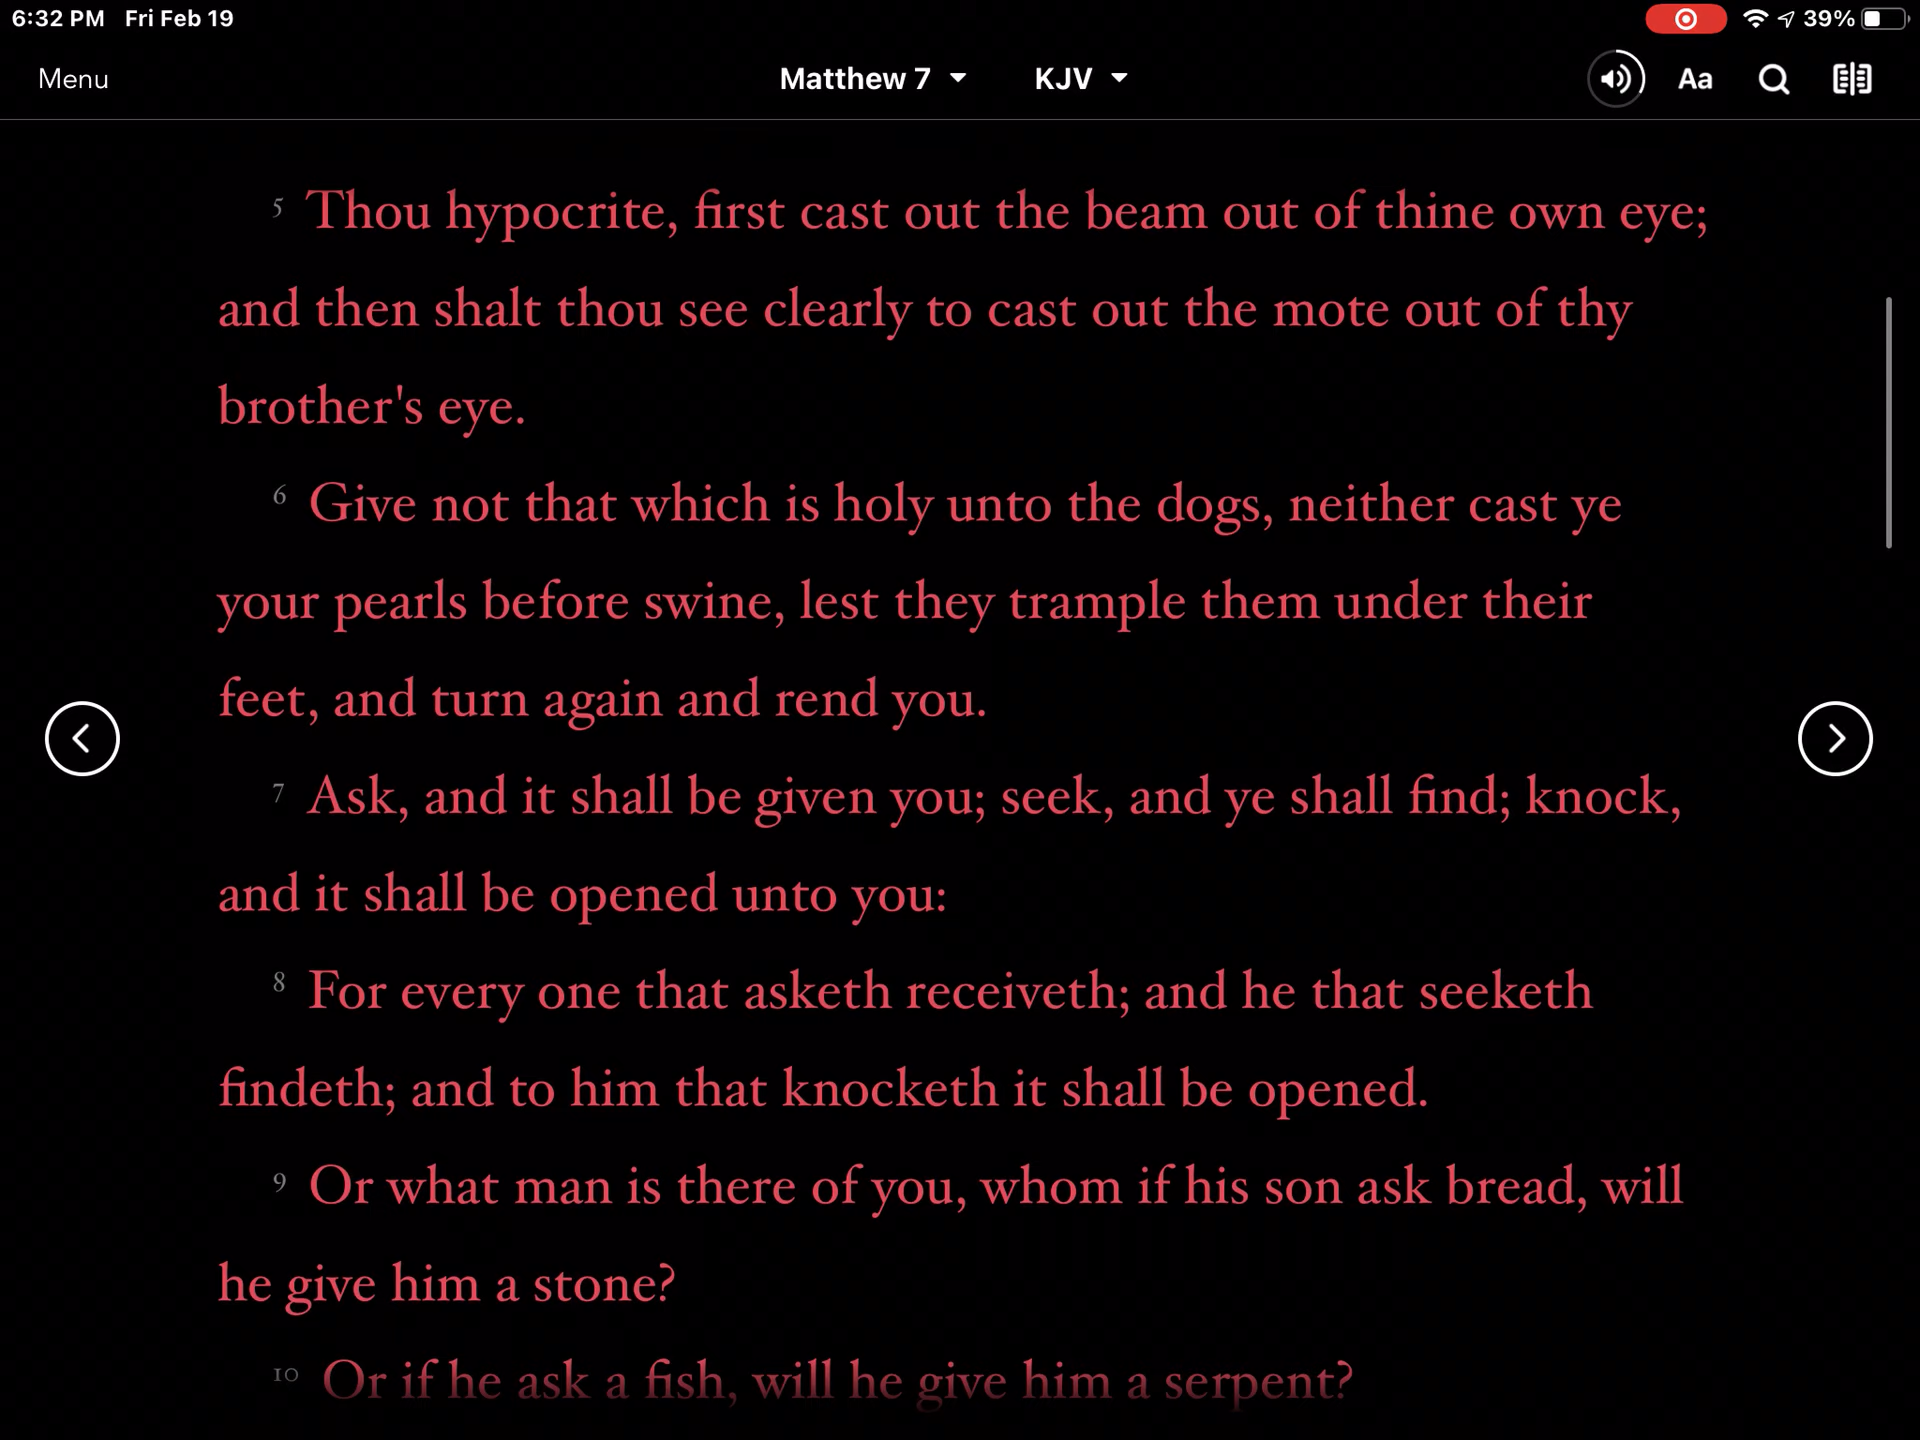 6:32 PM Fri Feb 19 39%
Menu Matthew 7 KJV Aa
5 Thou hypocrite, first cast out the beam out of thine own eye;
and then shalt thou see clearly to cast out the mote out of thy
brother's eye.
6 Give not that which is holy unto the dogs, neither cast ye
your pearls before swine, lest they trample them under their
feet, and turn again and rend you.
7 Ask, and it shall be given you; seek, and ye shall find; knock,
and it shall be opened unto you:
8 For every one that asketh receiveth; and he that seeketh
findeth; and to him that knocketh it shall be opened.
9 Or what man is there of you, whom if his son ask bread, will
he give him a stone?
10 Or if he ask a fish, will he give him a serpent?